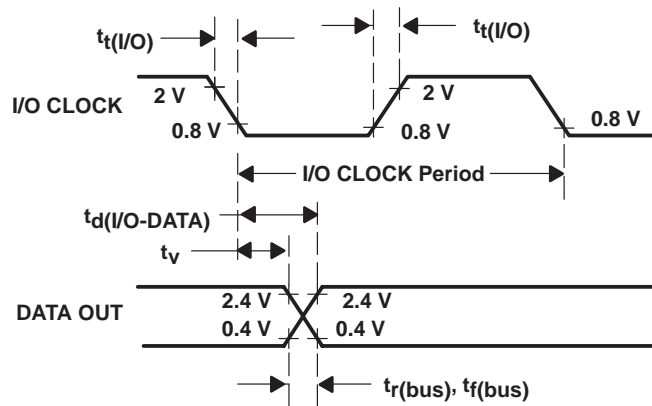 tt(I/O)
tt(I/O)
I/O CLOCK
2 V
2 V
0.8 V
0.8 V
0.8 V
I/O CLOCK Period
td(I/O-DATA)
tv
DATA OUT
2.4 V
2.4 V
0.4 V
0.4 V
tr(bus), tf(bus)